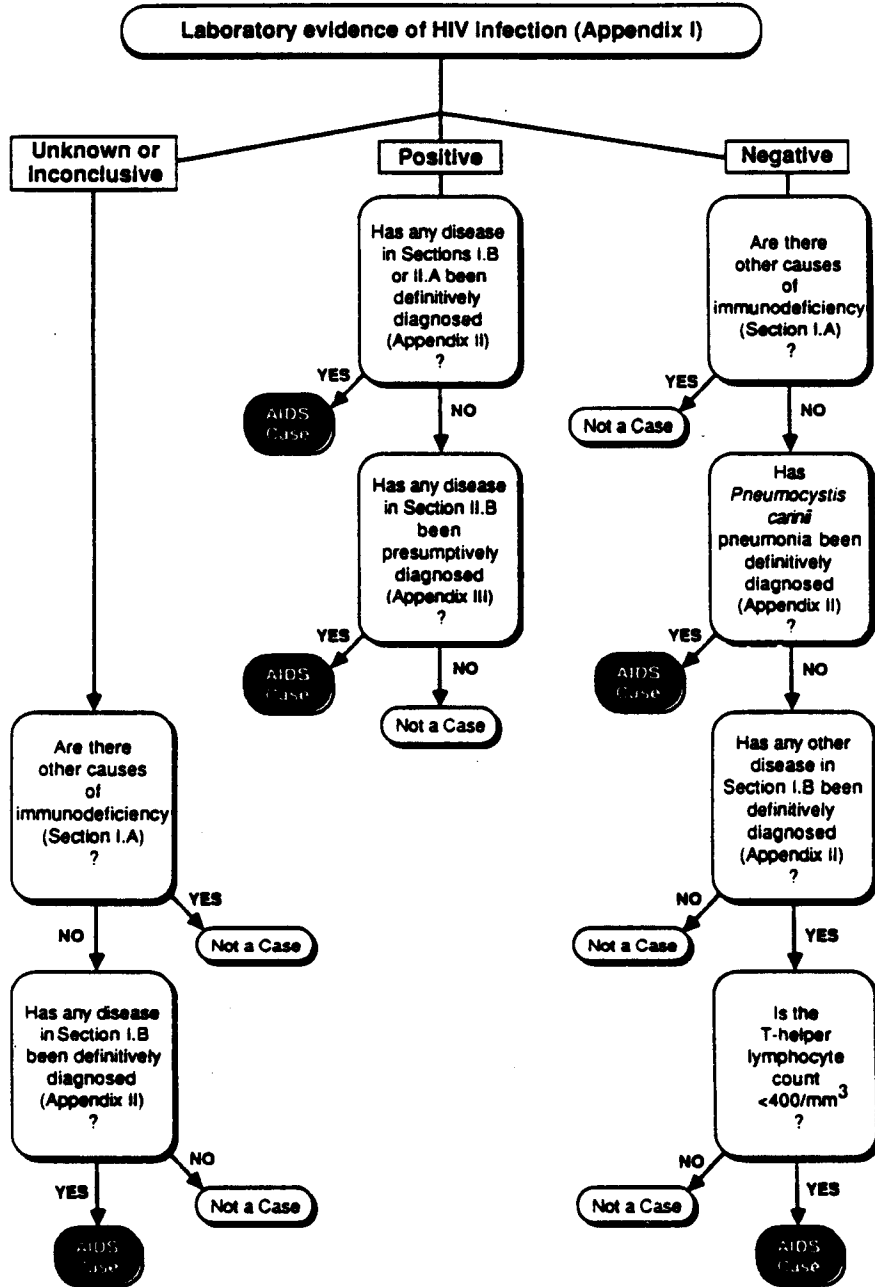 Laboratory evidence of HIV infection (Appendix I)
Unknown or
Inconclusive
Positive
Negative
Has any disease
in Sections I.B
or II.A been
definitively
diagnosed
(Appendix II)
?
Are there
other causes
of
immunodeficiency
(Section I.A)
?
YES
NO
YES
NO
AIDS
Case
Not a Case
Has any disease
in Section II.B
been
presumptively
diagnosed
(Appendix III)
?
Has
Pneumocystis
carinii
pneumonia been
definitively
diagnosed
(Appendix II)
?
YES
NO
YES
NO
AIDS
Case
Not a Case
AIDS
Case
Are there
other causes
of
immunodeficiency
(Section I.A)
?
Has any other
disease in
Section I.B been
definitively
diagnosed
(Appendix II)
?
NO
YES
Not a Case
NO
YES
Not a Case
Has any disease
in Section I.B
been definitively
diagnosed
(Appendix II)
?
Is the
T-helper
lymphocyte
count
<400/mm³
?
YES
NO
Not a Case
AIDS
Case
NO
YES
Not a Case
AIDS
Case